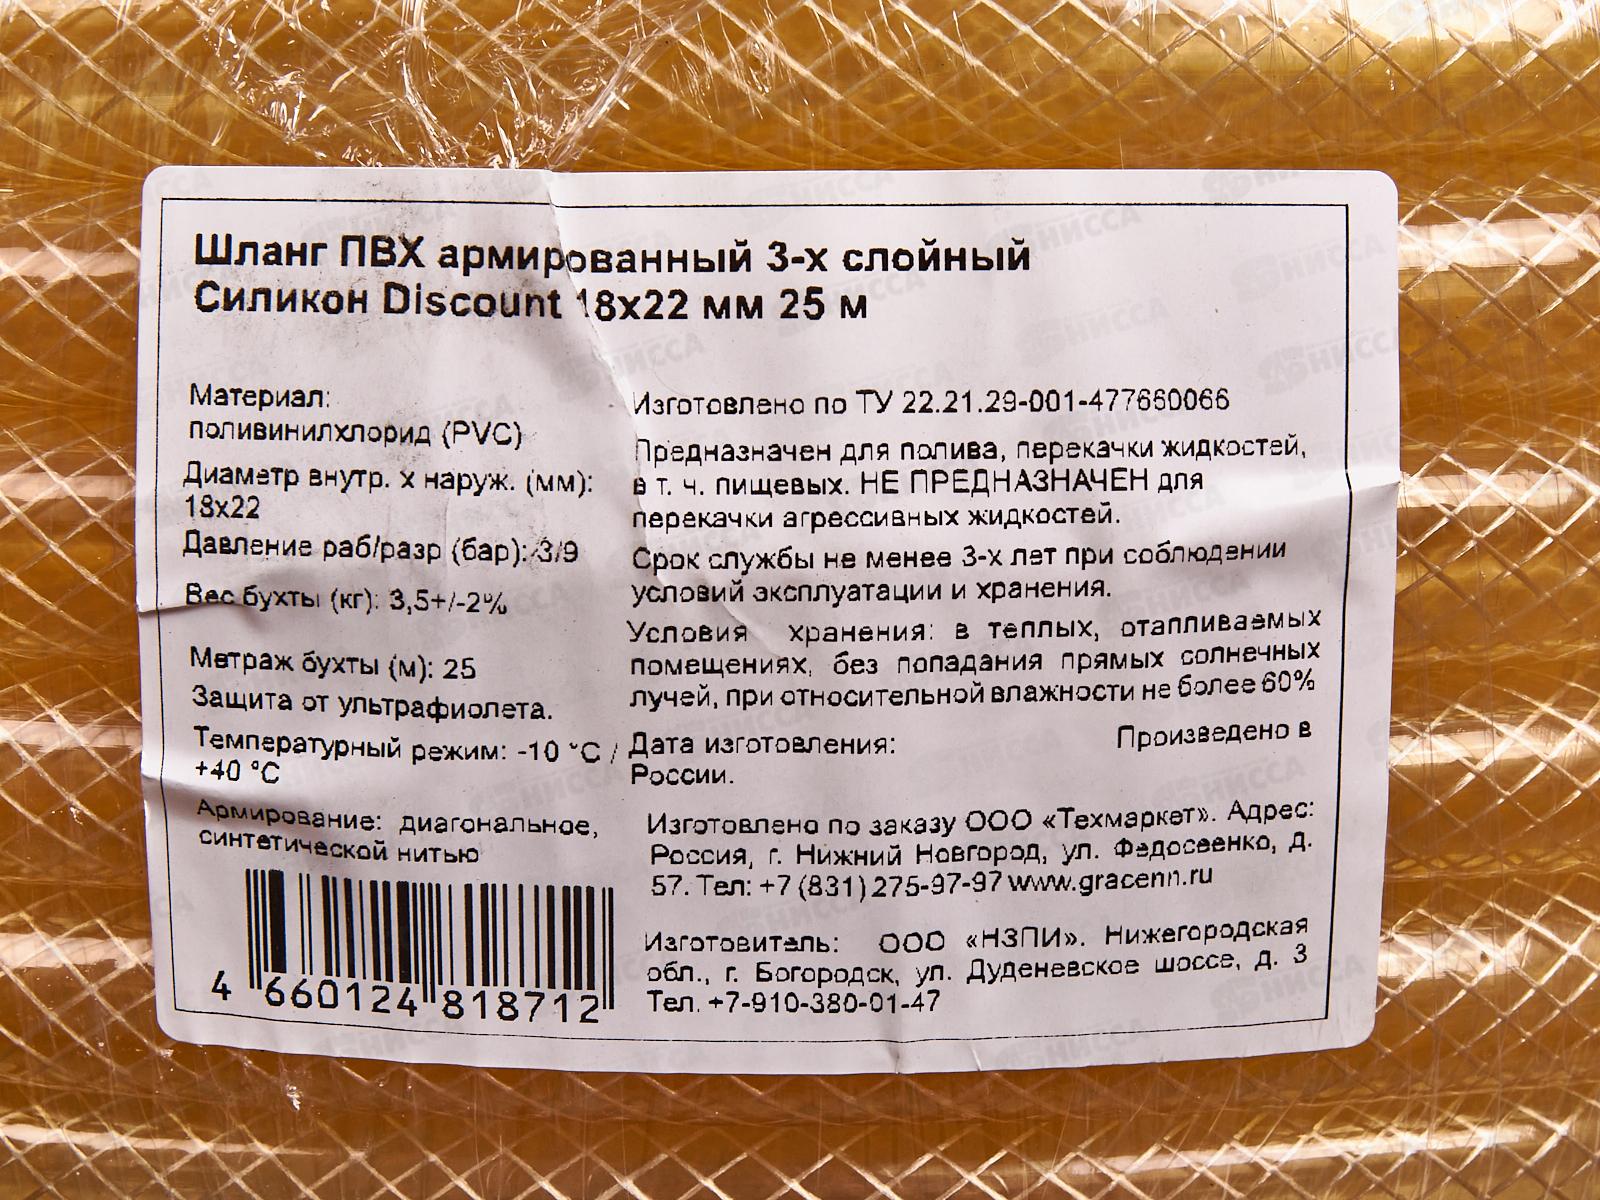 Шланг ПВХ армированный 3-х слойный
Силикон Discount 18х22 мм 25 м
Материал:
поливинилхлорид (PVC)
Диаметр внутр. х наруж. (мм):
18х22
Давление раб/разр (бар): 3/9
Вес бухты (кг): 3,5+/-2%
Метраж бухты (м): 25
Защита от ультрафиолета.
Температурный режим: -10 °C /
+40 °C
Армирование: диагональное,
синтетической нитью
4 660124 818712
Изготовлено по ТУ 22.21.29-001-477660066
Предназначен для полива, перекачки жидкостей,
в т. ч. пищевых. НЕ ПРЕДНАЗНАЧЕН для
перекачки агрессивных жидкостей.
Срок службы не менее 3-х лет при соблюдении
условий эксплуатации и хранения.
Условия хранения: в теплых, отапливаемых
помещениях, без попадания прямых солнечных
лучей, при относительной влажности не более 60%
Дата изготовления: Произведено в
России.
Изготовлено по заказу ООО «Техмаркет». Адрес:
Россия, г. Нижний Новгород, ул. Федосеенко, д.
57. Тел: +7 (831) 275-97-97 www.gracenn.ru
Изготовитель: ООО «НЗПИ». Нижегородская
обл., г. Богородск, ул. Дуденевское шоссе, д. 3
Тел. +7-910-380-01-47